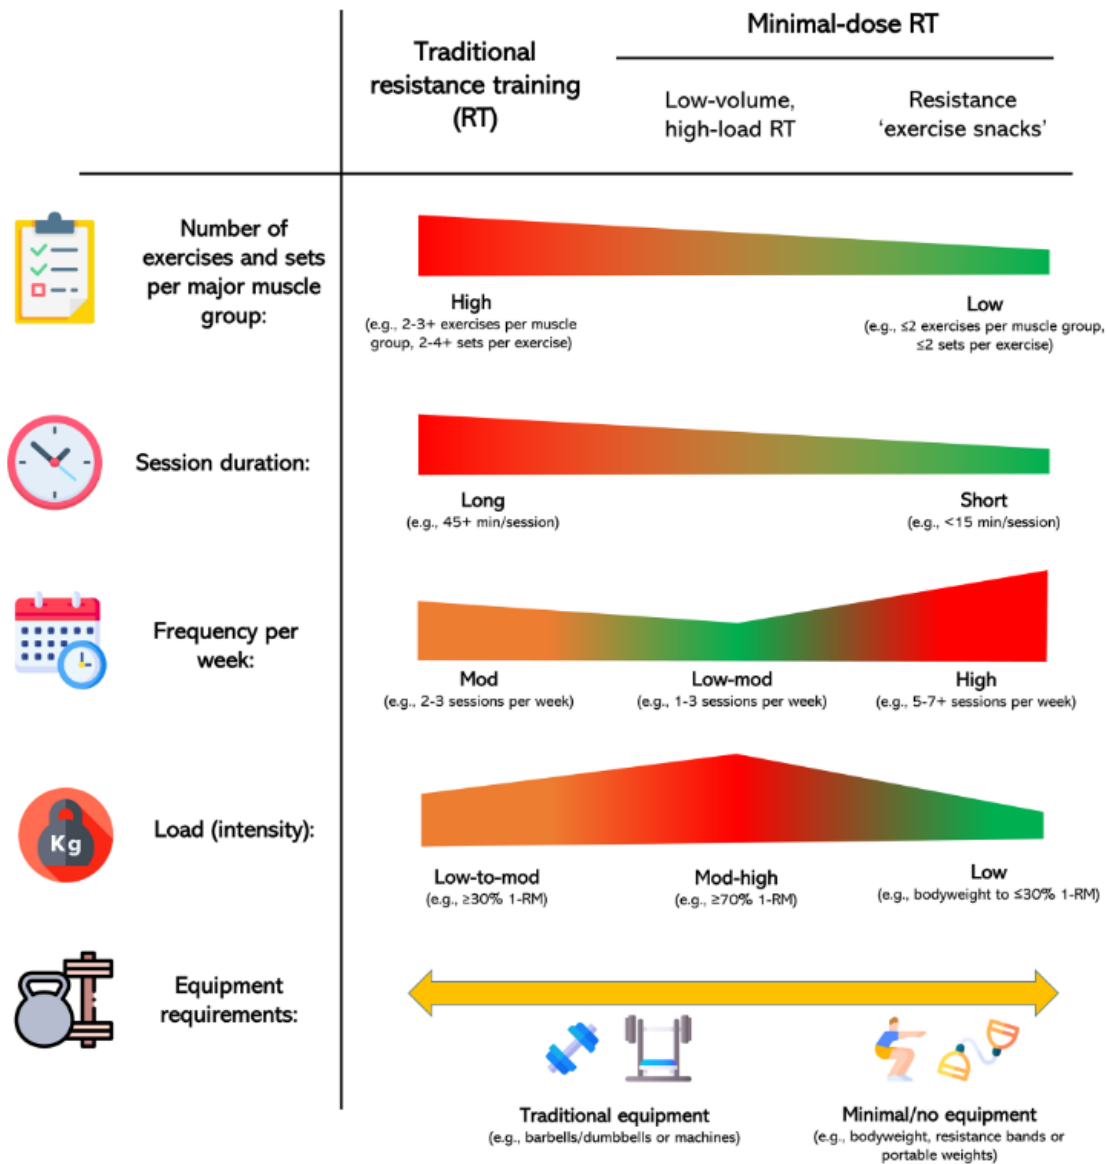 Minimal-dose RT
Traditional
resistance training
(RT)
Low-volume,
high-load RT
Resistance
‘exercise snacks’
Number of
exercises and sets
per major muscle
group:
High
(e.g., 2-3+ exercises per muscle
group, 2-4+ sets per exercise)
Low
(e.g., ≤2 exercises per muscle group,
≤2 sets per exercise)
Session duration:
Long
(e.g., 45+ min/session)
Short
(e.g., <15 min/session)
Frequency per
week:
Mod
(e.g., 2-3 sessions per week)
Low-mod
(e.g., 1-3 sessions per week)
High
(e.g., 5-7+ sessions per week)
Kg
Load (intensity):
Low-to-mod
(e.g., ≥30% 1-RM)
Mod-high
(e.g., ≥70% 1-RM)
Low
(e.g., bodyweight to ≤30% 1-RM)
Equipment
requirements:
Traditional equipment
(e.g., barbells/dumbbells or machines)
Minimal/no equipment
(e.g., bodyweight, resistance bands or
portable weights)